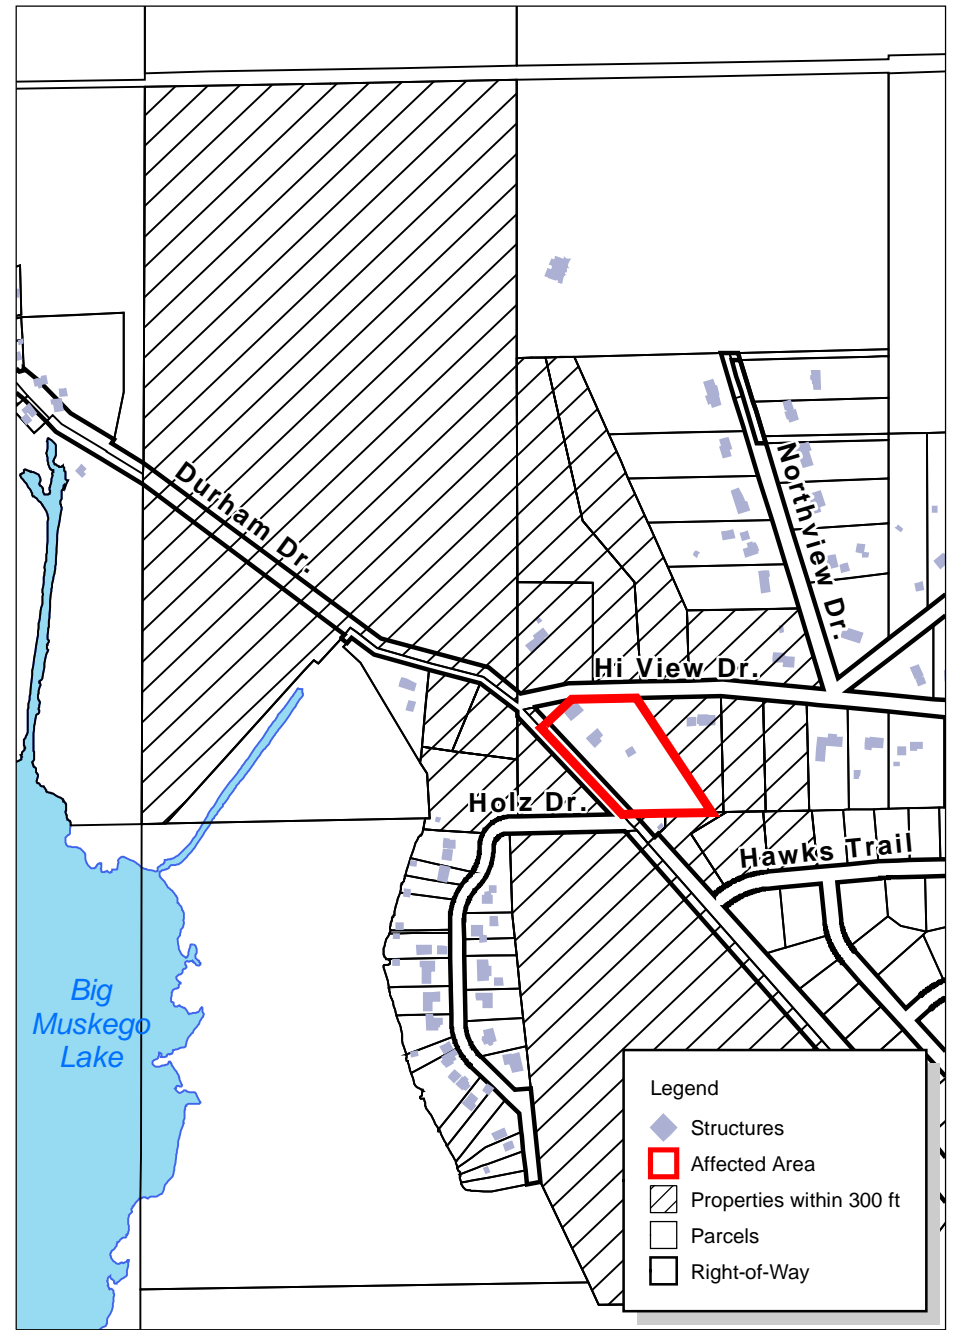 Durham Dr.
Northview Dr.
Hi View Dr.
Holz Dr.
Hawks Trail
Big
Muskego
Lake
Legend
Structures
Affected Area
Properties within 300 ft
Parcels
Right-of-Way